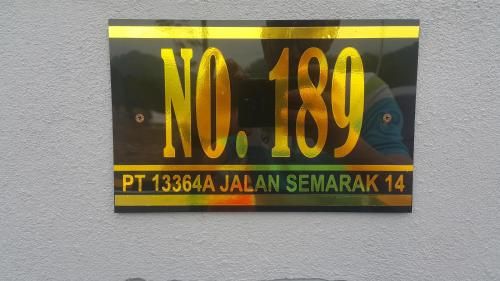 NO. 189
PT 13364A JALAN SEMARAK 14